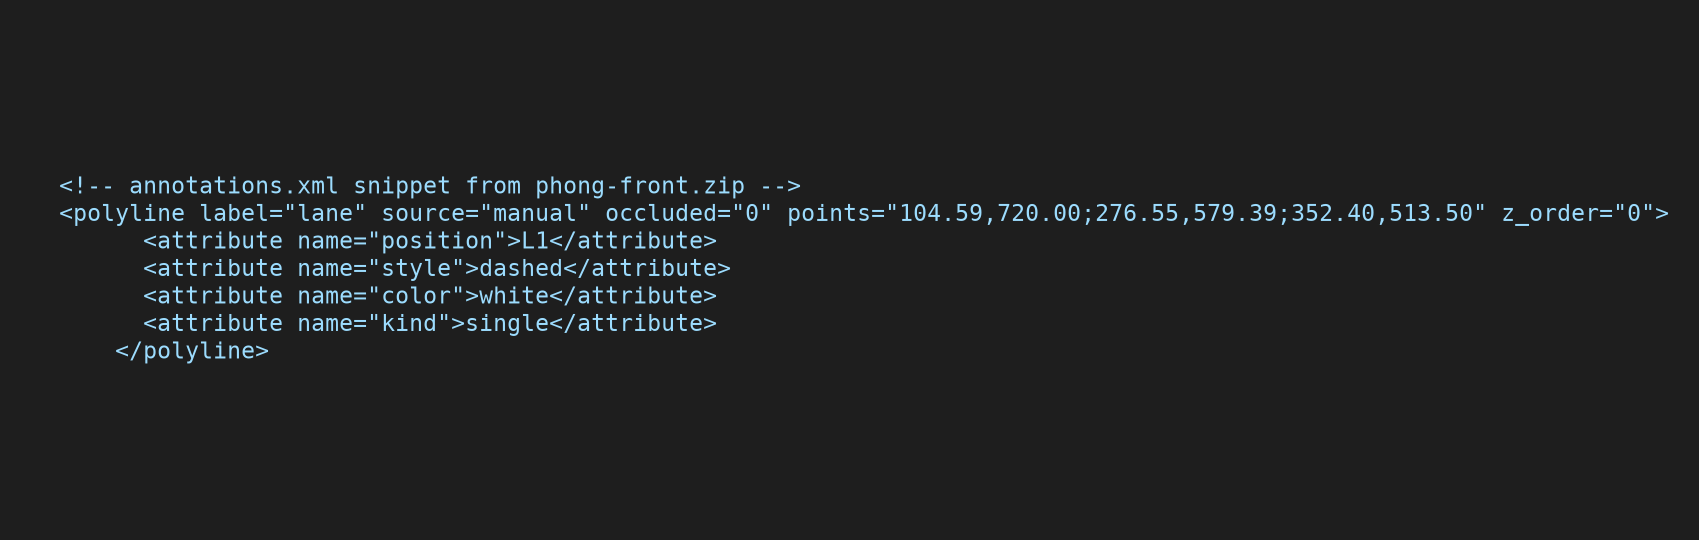 <!-- annotations.xml snippet from phong-front.zip -->
<polyline label="lane" source="manual" occluded="0" points="104.59,720.00;276.55,579.39;352.40,513.50" z_order="0">
      <attribute name="position">L1</attribute>
      <attribute name="style">dashed</attribute>
      <attribute name="color">white</attribute>
      <attribute name="kind">single</attribute>
    </polyline>